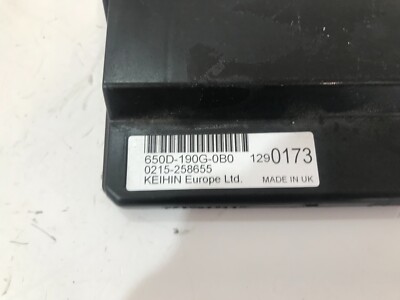 650D-190G-0B0 1290173
0215-258655
KEIHIN Europe Ltd. MADE IN UK